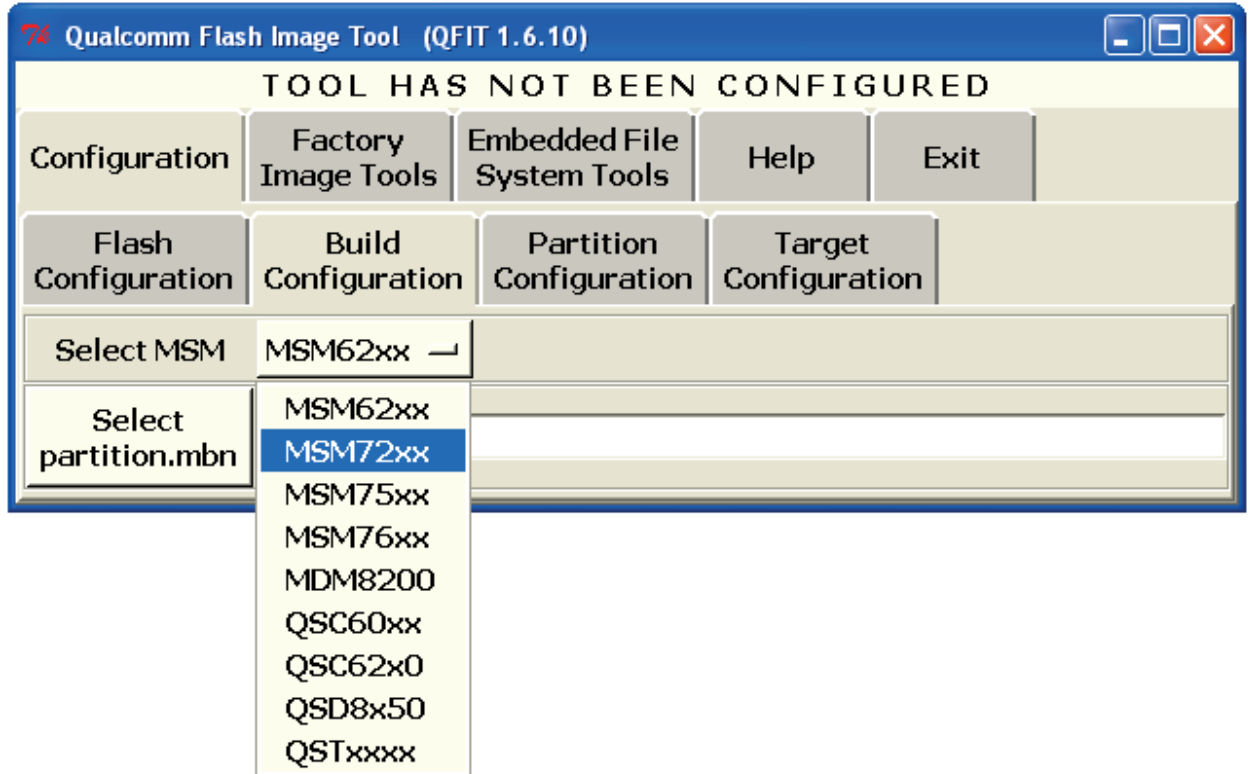 Qualcomm Flash Image Tool (QFIT 1.6.10)
TOOL HAS NOT BEEN CONFIGURED
Configuration
Factory
Image Tools
Embedded File
System Tools
Help
Exit
Flash
Configuration
Build
Configuration
Partition
Configuration
Target
Configuration
Select MSM
MSM62xx
Select
partition.mbn
MSM62xx
MSM72xx
MSM75xx
MSM76xx
MDM8200
QSC60xx
QSC62x0
QSD8x50
QSTxxxx